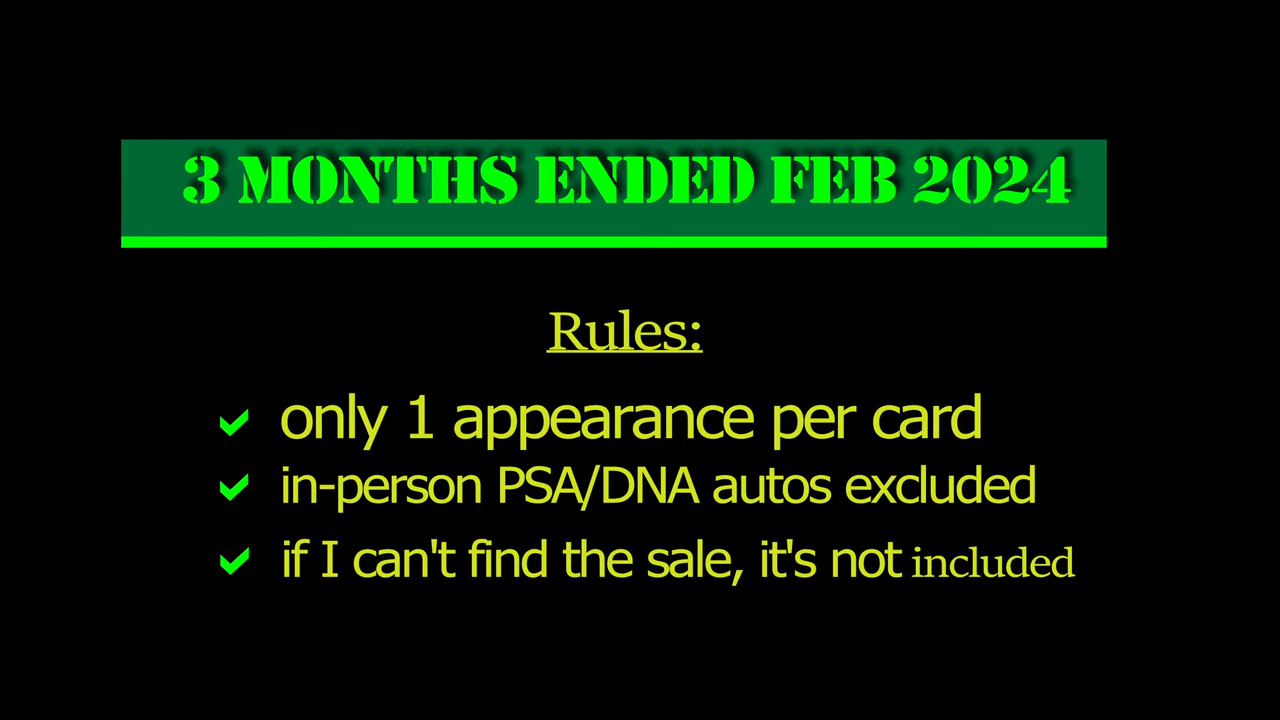 3 MONTHS ENDED FEB 2024
Rules:
only 1 appearance per card
in-person PSA/DNA autos excluded
if I can't find the sale, it's not included